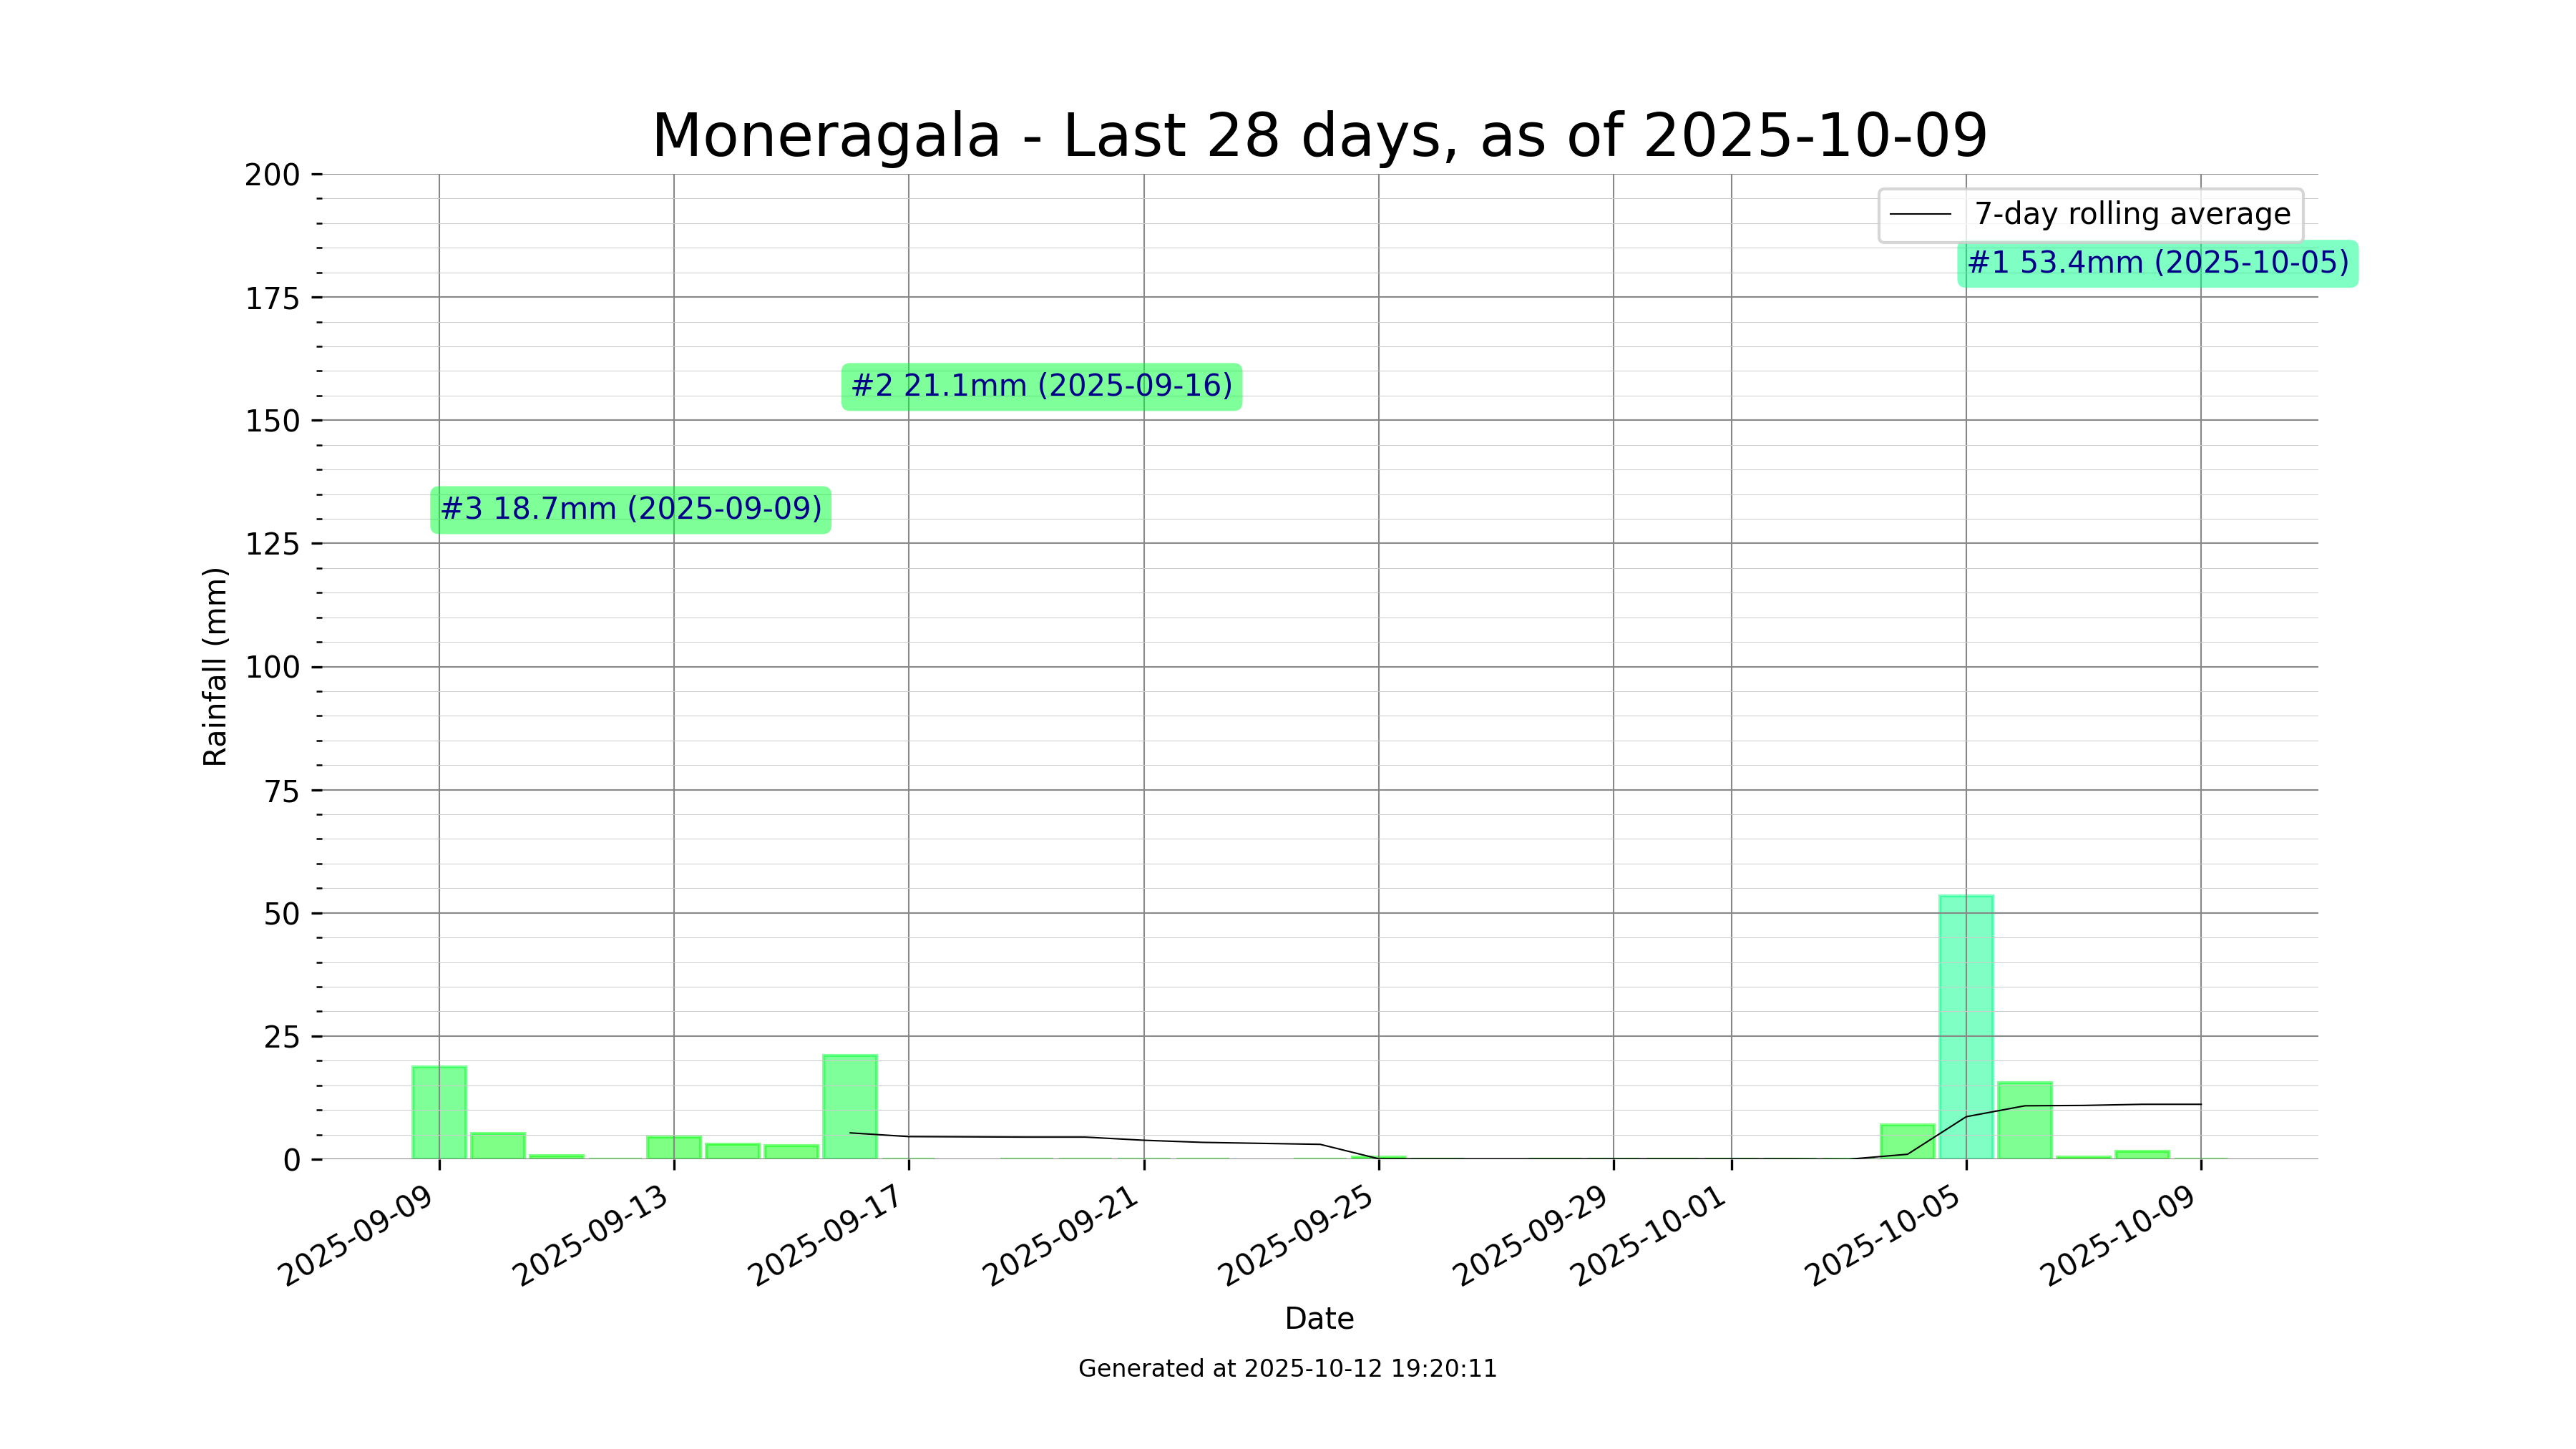 Moneragala - Last 28 days, as of 2025-10-09
200
175
150
125
100
75
50
25
0
Rainfall (mm)
7-day rolling average
#1 53.4mm (2025-10-05)
#2 21.1mm (2025-09-16)
#3 18.7mm (2025-09-09)
2025-09-09
2025-09-13
2025-09-17
2025-09-21
2025-09-25
2025-09-29
2025-10-01
2025-10-05
2025-10-09
Date
Generated at 2025-10-12 19:20:11